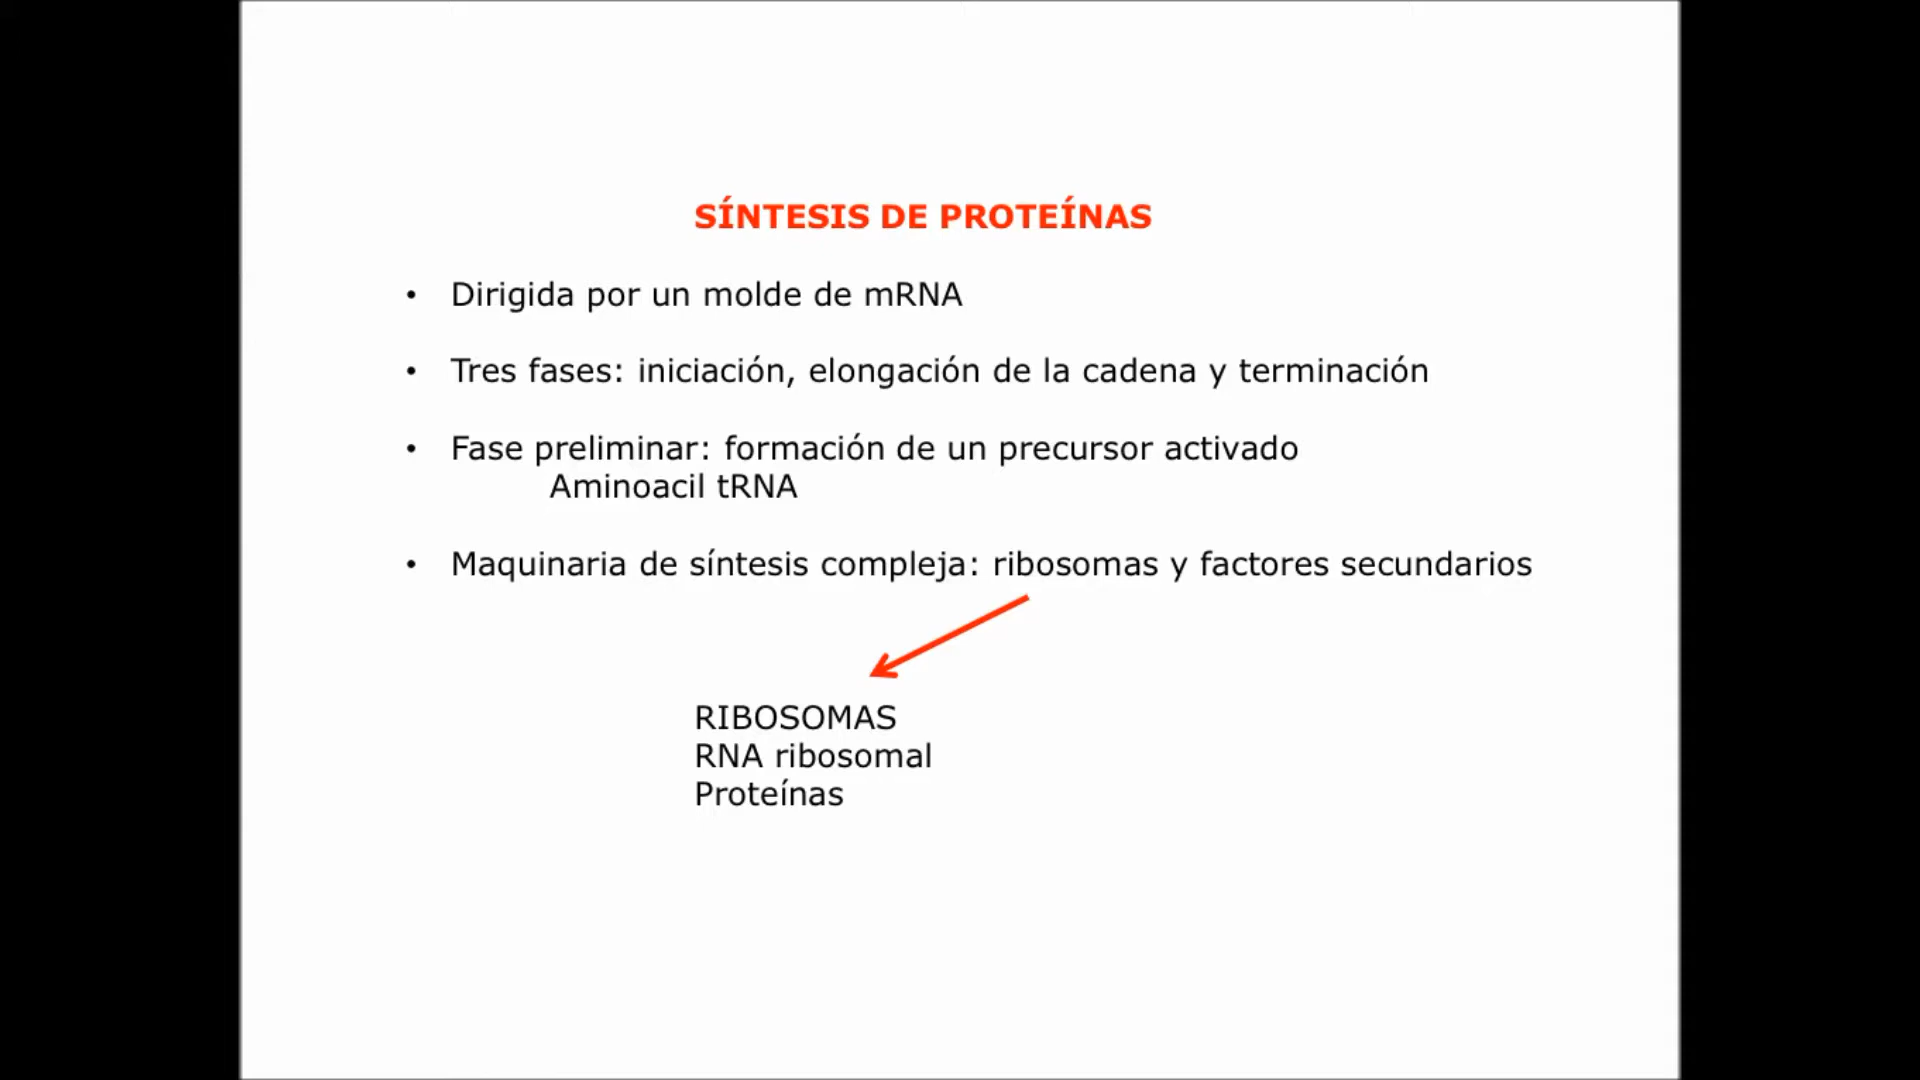 SÍNTESIS DE PROTEÍNAS
• Dirigida por un molde de mRNA
• Tres fases: iniciación, elongación de la cadena y terminación
• Fase preliminar: formación de un precursor activado
Aminoacil tRNA
• Maquinaria de síntesis compleja: ribosomas y factores secundarios
RIBOSOMAS
RNA ribosomal
Proteínas